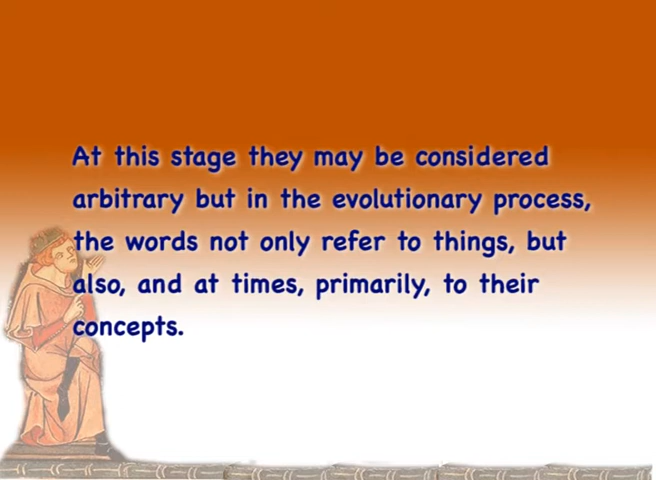 At this stage they may be considered
arbitrary but in the evolutionary process,
the words not only refer to things, but
also, and at times, primarily, to their
concepts.